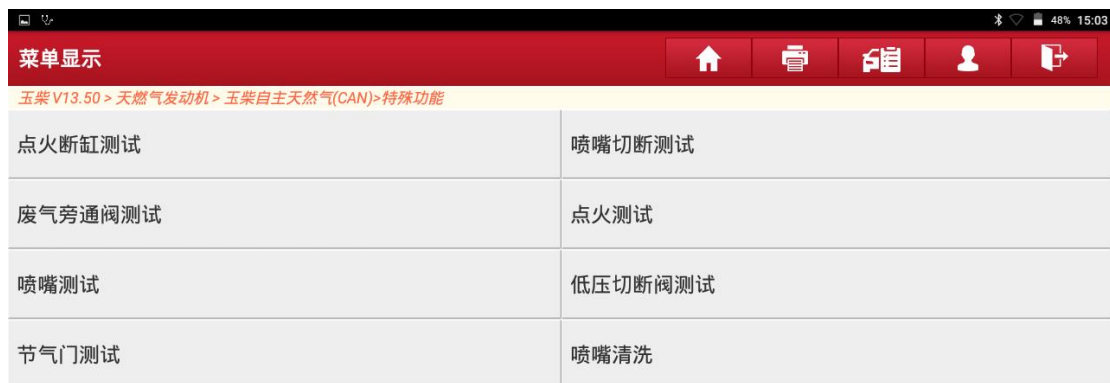 48% 15:03
菜单显示
玉柴 V13.50 > 天燃气发动机 > 玉柴自主天然气(CAN)>特殊功能
点火断缸测试 喷嘴切断测试
废气旁通阀测试 点火测试
喷嘴测试 低压切断阀测试
节气门测试 喷嘴清洗